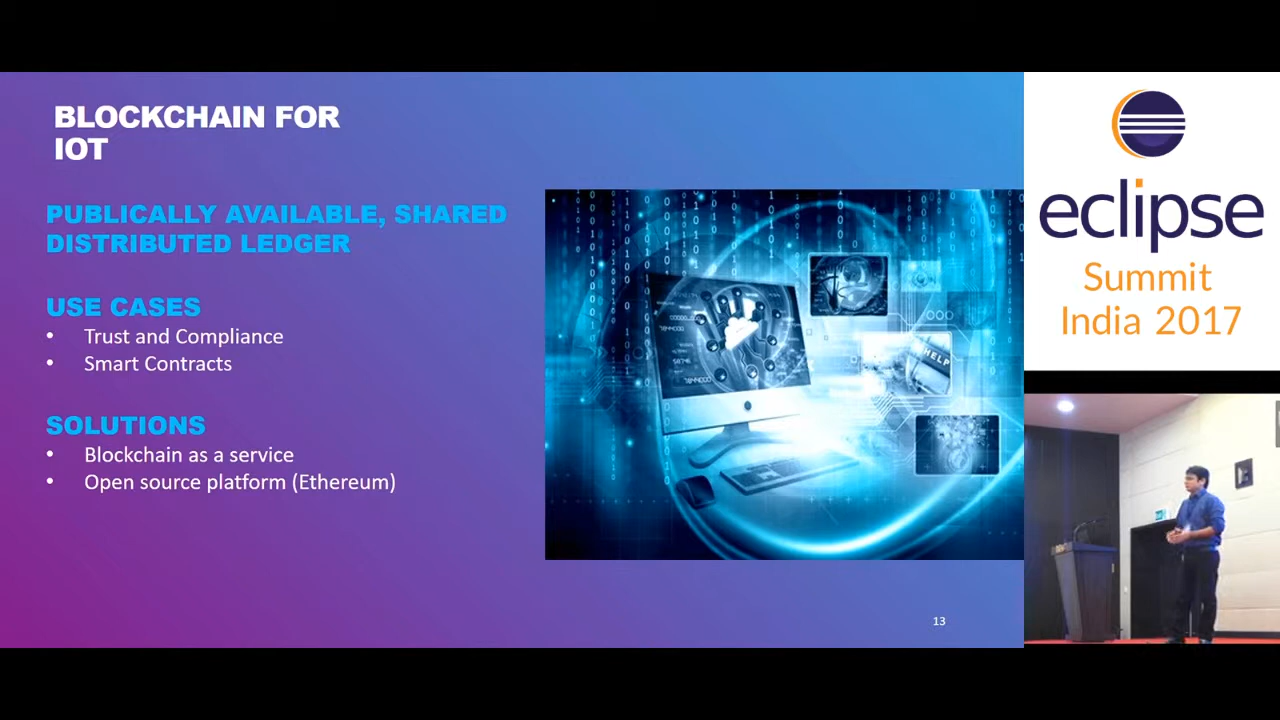 BLOCKCHAIN FOR
IOT
PUBLICALLY AVAILABLE, SHARED
DISTRIBUTED LEDGER
USE CASES
• Trust and Compliance
• Smart Contracts
SOLUTIONS
• Blockchain as a service
• Open source platform (Ethereum)
HELP
13
eclipse
Summit
India 2017